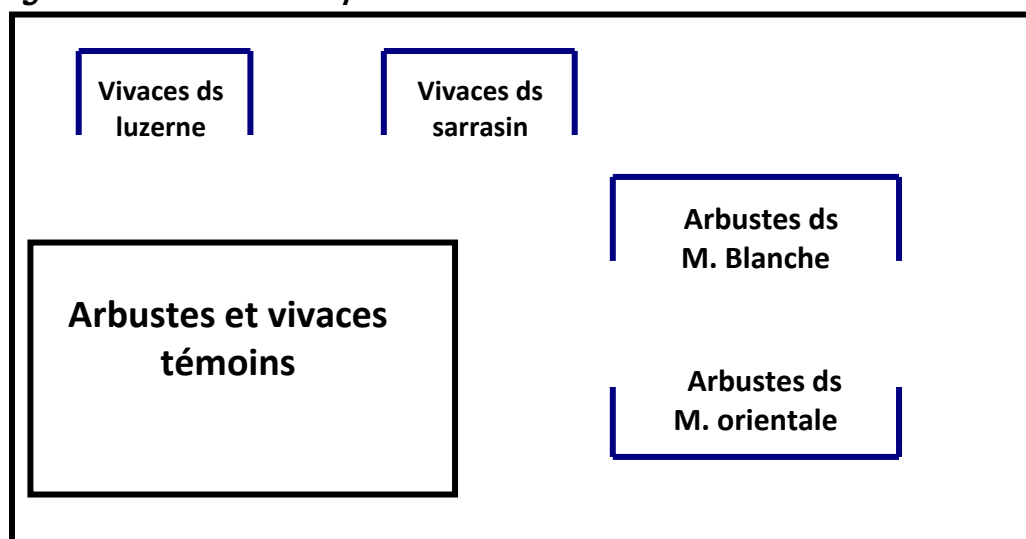 Vivaces ds
luzerne
Vivaces ds
sarrasin
Arbustes ds
M. Blanche
Arbustes et vivaces
témoins
Arbustes ds
M. orientale